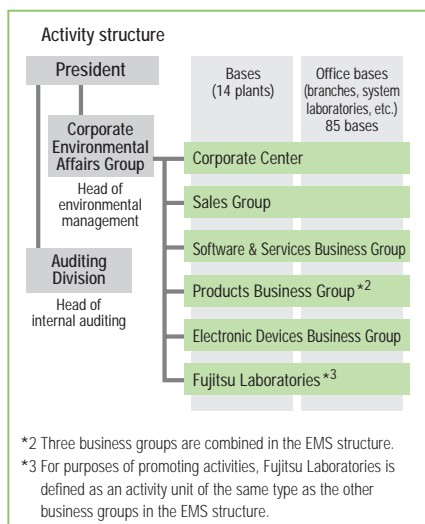 Activity structure
President
Bases
(14 plants)
Office bases
(branches, system
laboratories, etc.)
85 bases
Corporate
Environmental
Affairs Group
Head of
environmental
management
Auditing
Division
Head of
internal auditing
Corporate Center
Sales Group
Software & Services Business Group
Products Business Group*2
Electronic Devices Business Group
Fujitsu Laboratories*3
*2 Three business groups are combined in the EMS structure.
*3 For purposes of promoting activities, Fujitsu Laboratories is
defined as an activity unit of the same type as the other
business groups in the EMS structure.